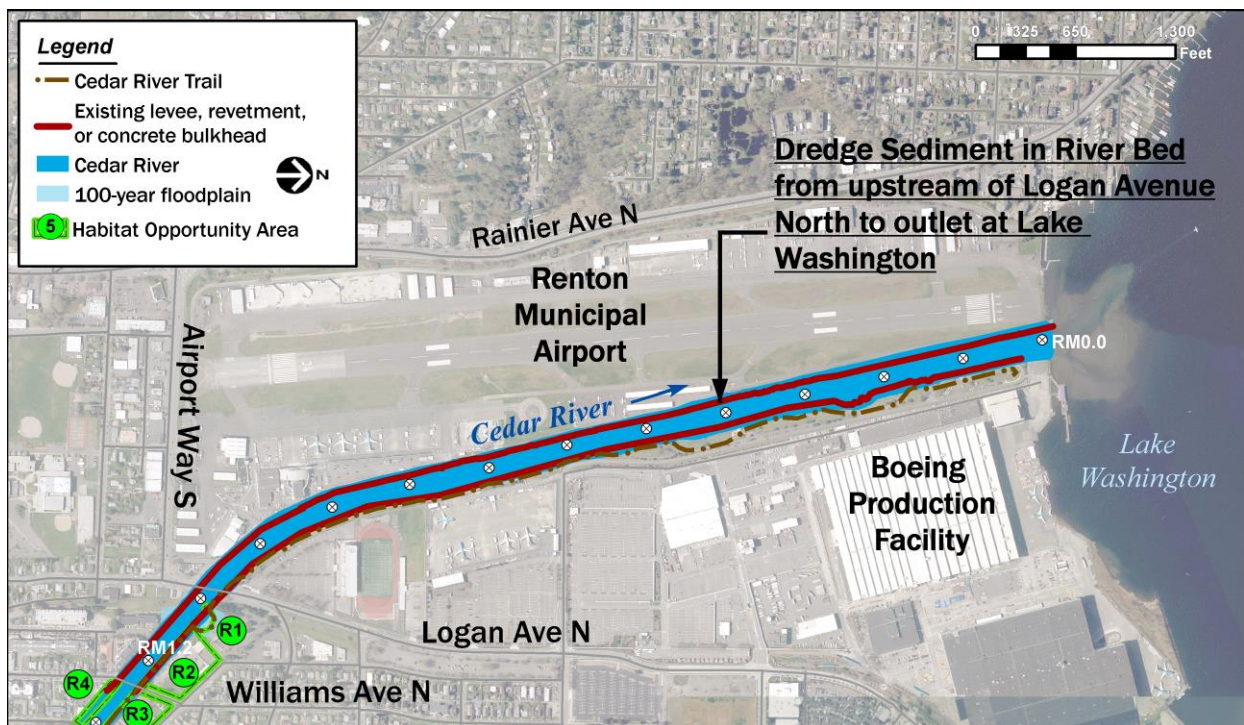 Legend
Cedar River Trail
Existing levee, revetment,
or concrete bulkhead
Cedar River
100-year floodplain
N
5 Habitat Opportunity Area
0 325 650 1,300
Feet
Dredge Sediment in River Bed
from upstream of Logan Avenue
North to outlet at Lake
Washington
Rainier Ave N
Renton
Municipal
Airport
Airport Way S
Cedar River
RM0.0
Lake
Washington
Boeing
Production
Facility
Logan Ave N
R1
RM1.2
R2
R4
Williams Ave N
R3